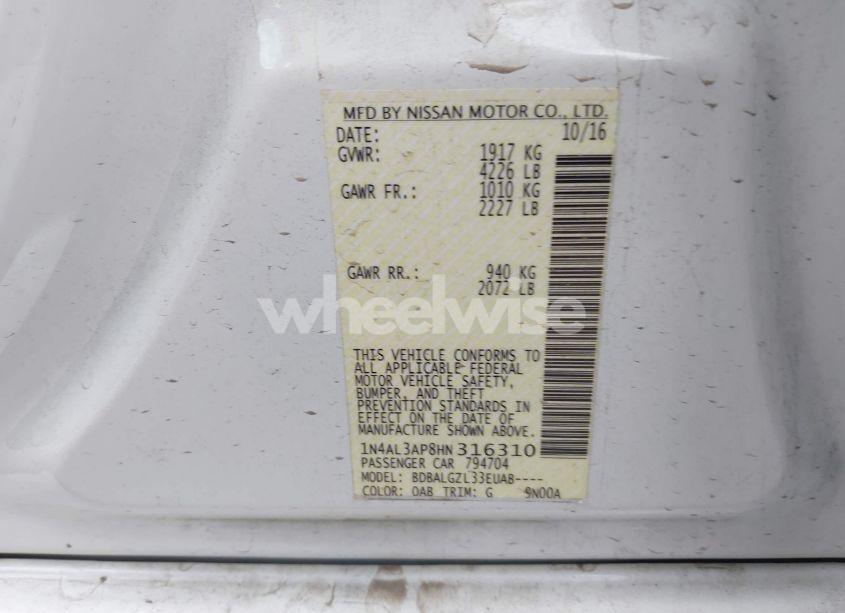 MFD BY NISSAN MOTOR CO., LTD.
DATE: 10/16
GVWR: 1917 KG
4226 LB
GAWR FR.: 1010 KG
2227 LB
GAWR RR.: 940 KG
2072 LB
wheelwise
THIS VEHICLE CONFORMS TO
ALL APPLICABLE FEDERAL
MOTOR VEHICLE SAFETY,
BUMPER, AND THEFT
PREVENTION STANDARDS IN
EFFECT ON THE DATE OF
MANUFACTURE SHOWN ABOVE.
1N4AL3AP8HN316310
PASSENGER CAR 794704
MODEL: BDBALGZL33EUAB----
COLOR: QAB TRIM: G 9N00A